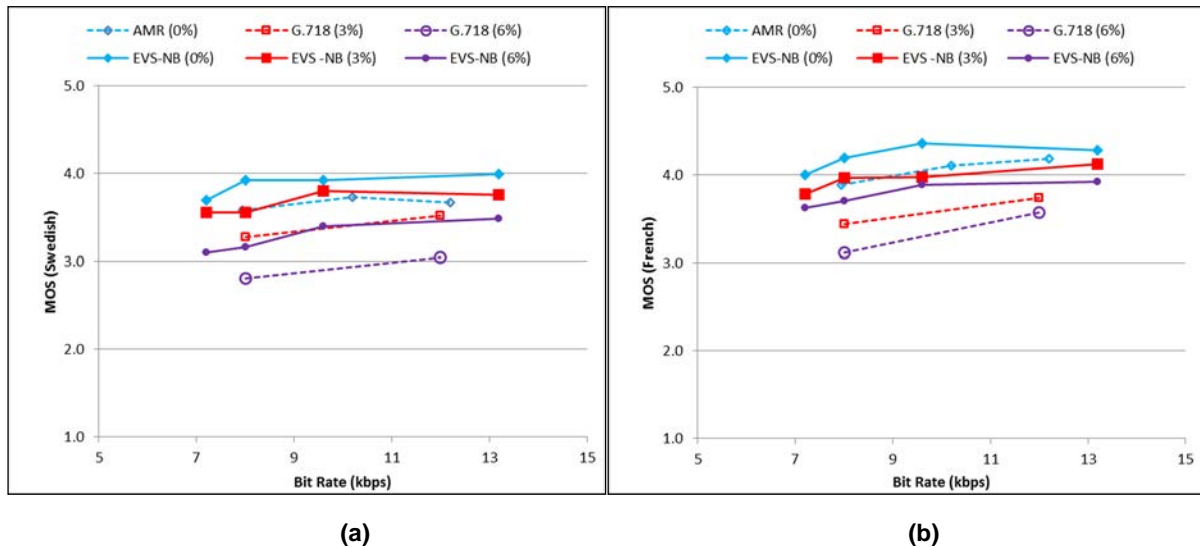 AMR (0%) G.718 (3%) G.718 (6%)
EVS-NB (0%) EVS -NB (3%) EVS-NB (6%)
5.0
4.0
3.0
2.0
1.0
MOS (Swedish)
5 7 9 11 13 15
Bit Rate (kbps)
(a)
AMR (0%) G.718 (3%) G.718 (6%)
EVS-NB (0%) EVS -NB (3%) EVS-NB (6%)
5.0
4.0
3.0
2.0
1.0
MOS (French)
5 7 9 11 13 15
Bit Rate (kbps)
(b)